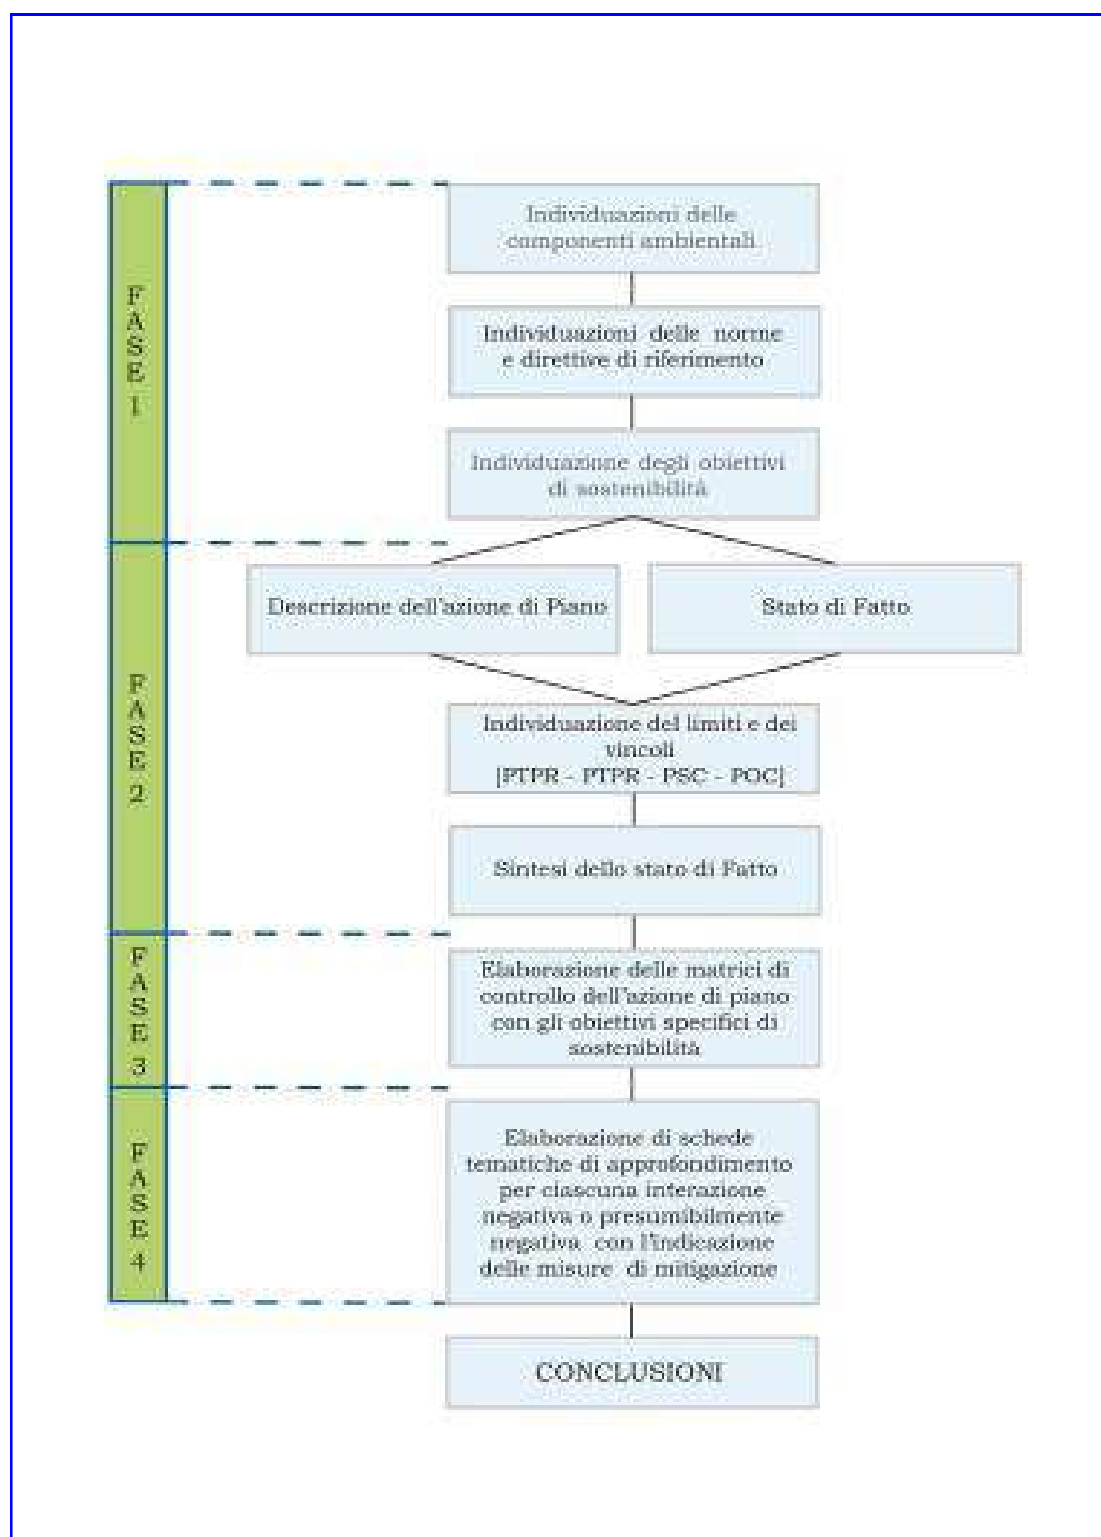 FASE 1
Individuazioni delle
componenti ambientali
Individuazioni delle norme
e direttive di riferimento
Individuazione degli obiettivi
di sostenibilità
FASE 2
Descrizione dell'azione di Piano
Stato di Fatto
Individuazione dei limiti e dei
vincoli
[PTPR - PTPR - PSC - POC]
Sintesi dello stato di Fatto
FASE 3
Elaborazione delle matrici di
controllo dell'azione di piano
con gli obiettivi specifici di
sostenibilità
FASE 4
Elaborazione di schede
tematiche di approfondimento
per ciascuna interazione
negativa o presumibilmente
negativa con l'indicazione
delle misure di mitigazione
CONCLUSIONI